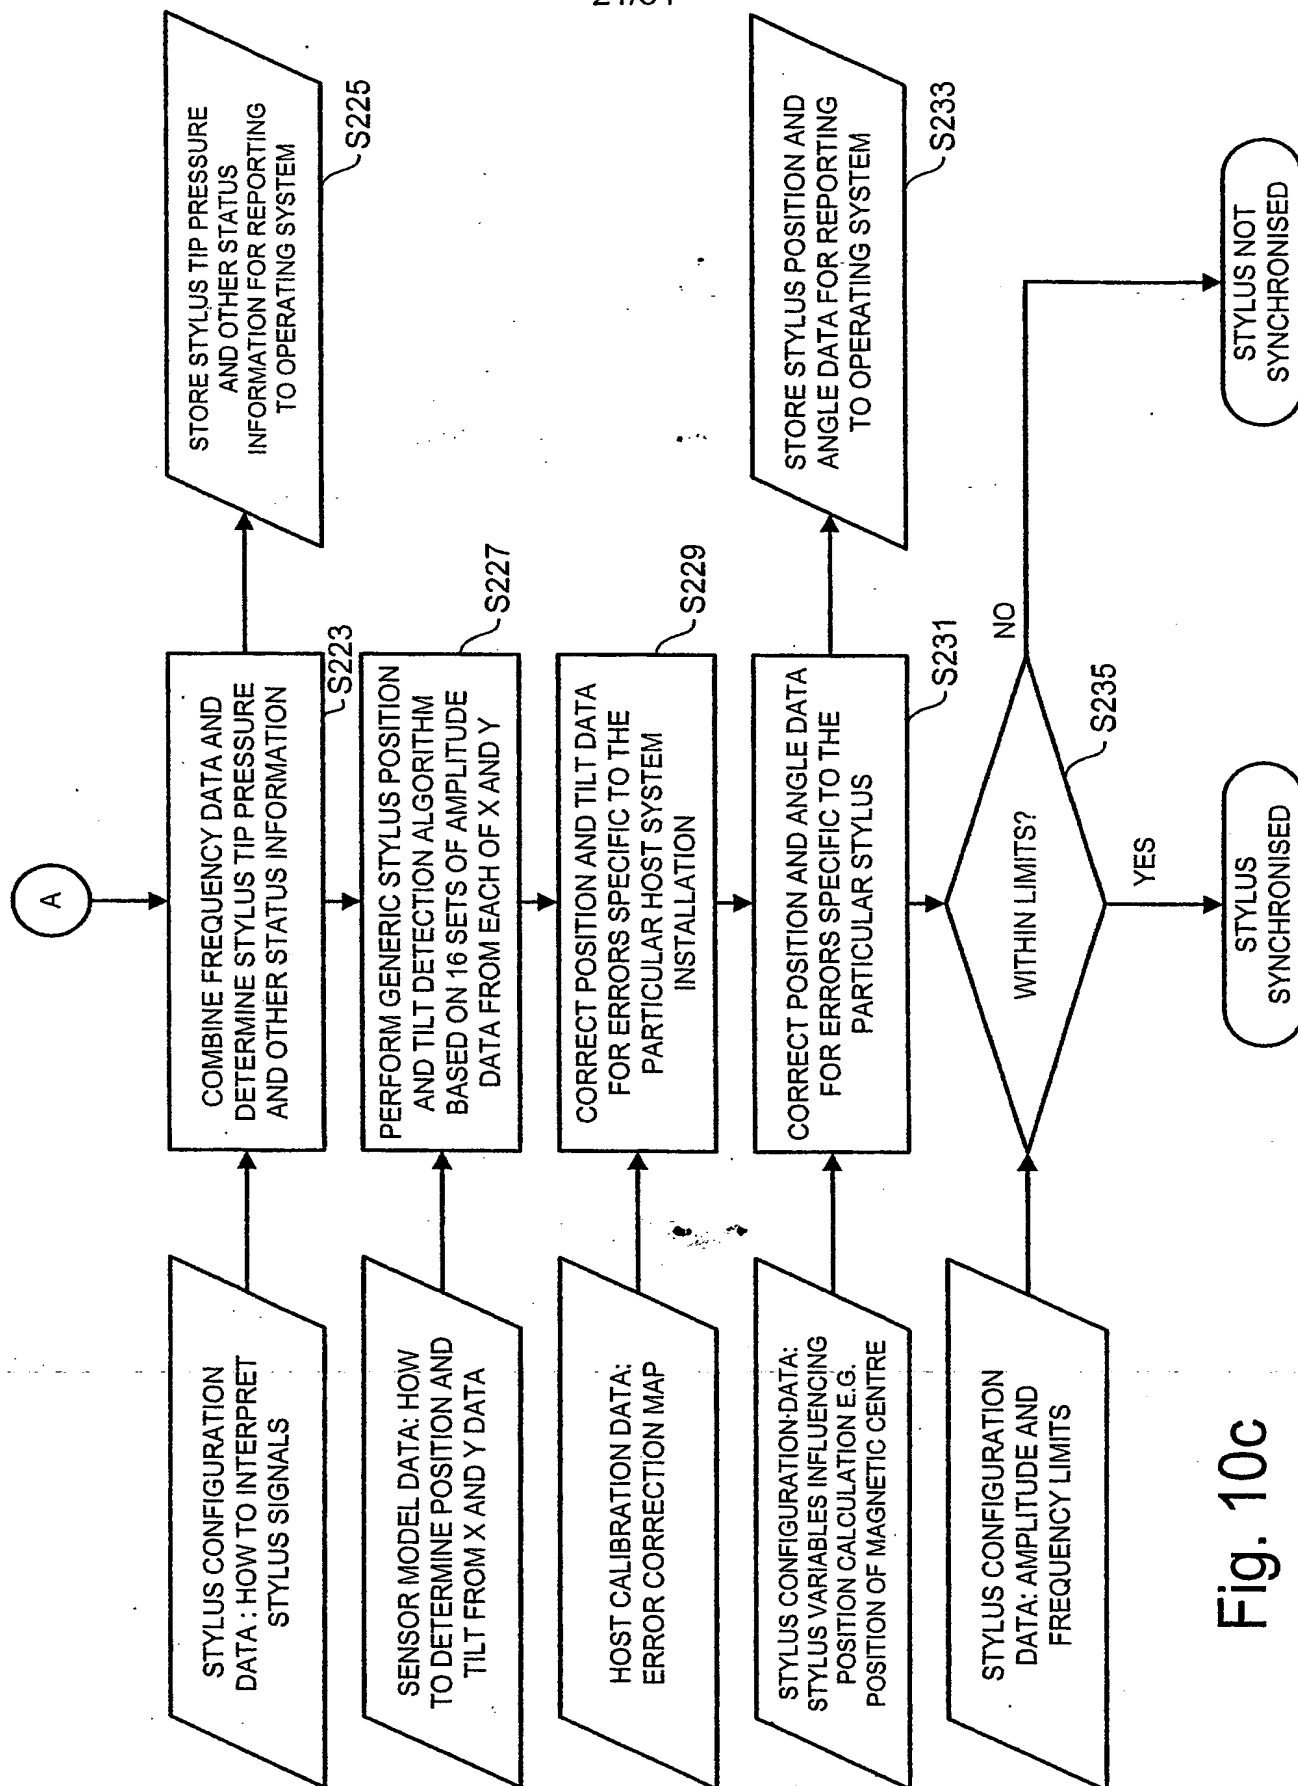 A
STYLUS CONFIGURATION
DATA : HOW TO INTERPRET
STYLUS SIGNALS
COMBINE FREQUENCY DATA AND
DETERMINE STYLUS TIP PRESSURE
AND OTHER STATUS INFORMATION
S223
STORE STYLUS TIP PRESSURE
AND OTHER STATUS
INFORMATION FOR REPORTING
TO OPERATING SYSTEM
S225
SENSOR MODEL DATA: HOW
TO DETERMINE POSITION AND
TILT FROM X AND Y DATA
PERFORM GENERIC STYLUS POSITION
AND TILT DETECTION ALGORITHM
BASED ON 16 SETS OF AMPLITUDE
DATA FROM EACH OF X AND Y
S227
HOST CALIBRATION DATA:
ERROR CORRECTION MAP
CORRECT POSITION AND TILT DATA
FOR ERRORS SPECIFIC TO THE
PARTICULAR HOST SYSTEM
INSTALLATION
S229
STYLUS CONFIGURATION DATA:
STYLUS VARIABLES INFLUENCING
POSITION CALCULATION E.G.
POSITION OF MAGNETIC CENTRE
CORRECT POSITION AND ANGLE DATA
FOR ERRORS SPECIFIC TO THE
PARTICULAR STYLUS
S231
STORE STYLUS POSITION AND
ANGLE DATA FOR REPORTING
TO OPERATING SYSTEM
S233
STYLUS CONFIGURATION
DATA: AMPLITUDE AND
FREQUENCY LIMITS
WITHIN LIMITS?
S235
NO
YES
STYLUS
SYNCHRONISED
STYLUS NOT
SYNCHRONISED
Fig. 10c